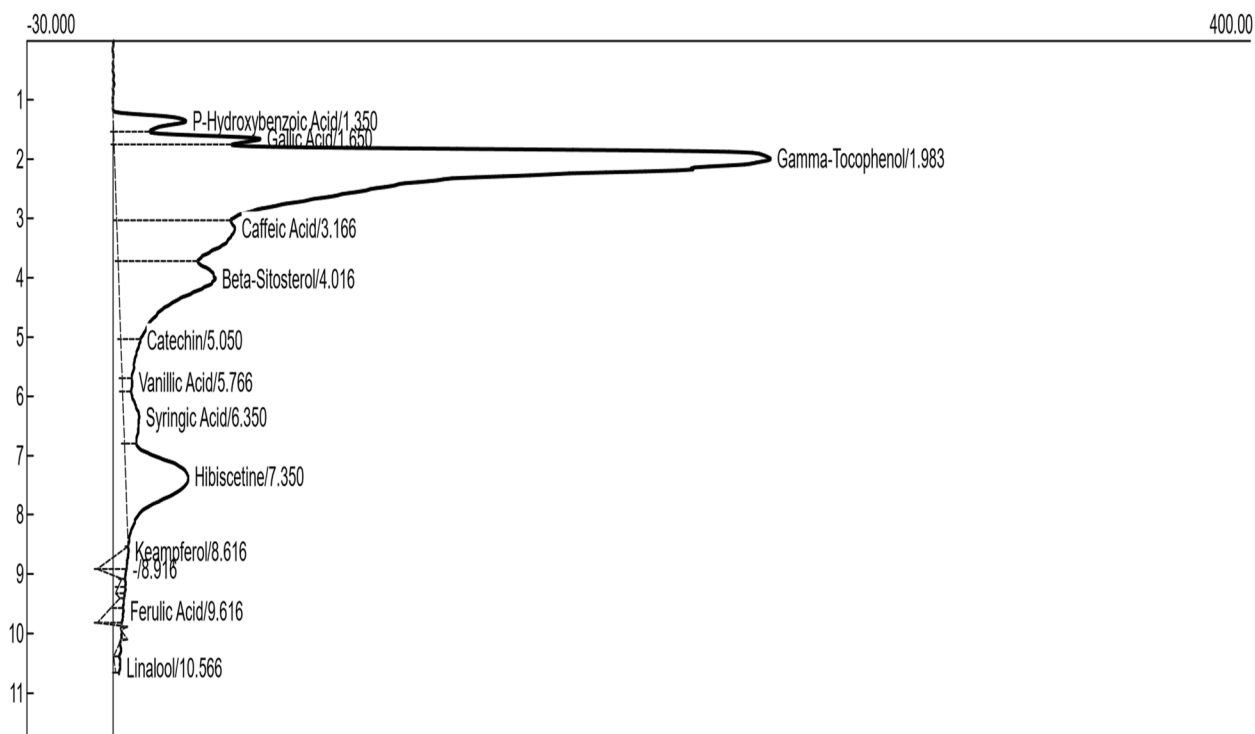 -30.000 400.00
1
P-Hydroxybenzoic Acid/1.350
Gallic Acid/1.650
2
Gamma-Tocophenol/1.983
3
Caffeic Acid/3.166
4
Beta-Sitosterol/4.016
5
Catechin/5.050
Vanillic Acid/5.766
6
Syringic Acid/6.350
7
Hibiscetine/7.350
8
Keampferol/8.616
-/8.916
9
Ferulic Acid/9.616
10
Linalool/10.566
11